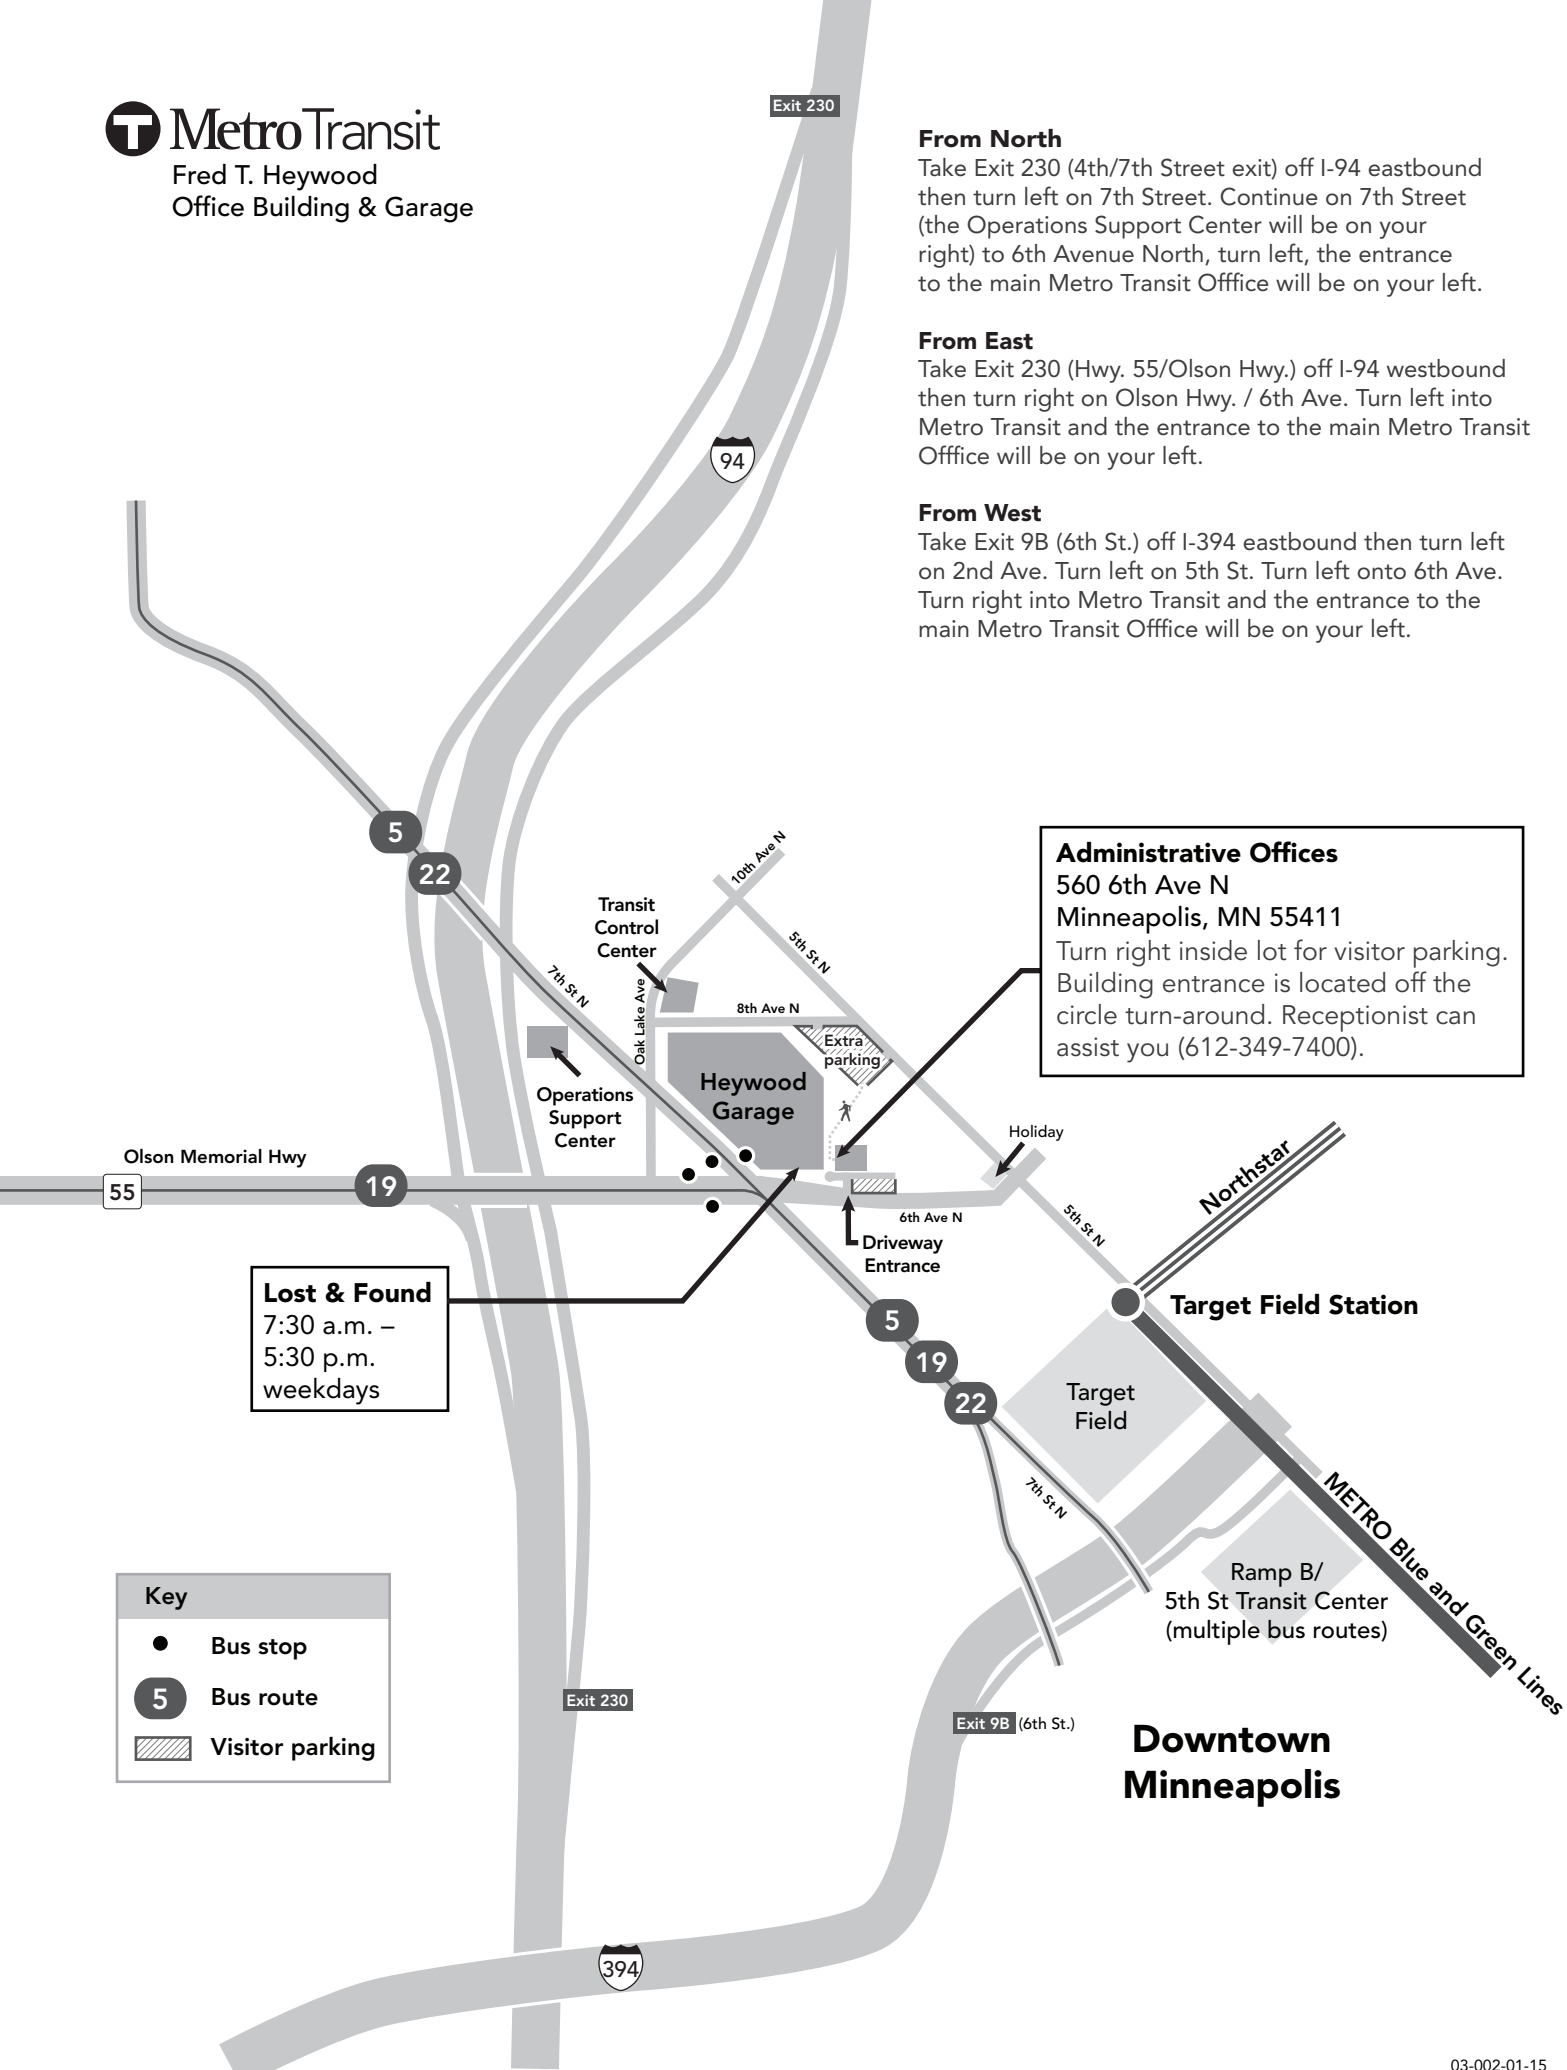 T MetroTransit
Fred T. Heywood
Office Building & Garage
Exit 230
From North
Take Exit 230 (4th/7th Street exit) off I-94 eastbound
then turn left on 7th Street. Continue on 7th Street
(the Operations Support Center will be on your
right) to 6th Avenue North, turn left, the entrance
to the main Metro Transit Offfice will be on your left.
From East
Take Exit 230 (Hwy. 55/Olson Hwy.) off I-94 westbound
then turn right on Olson Hwy. / 6th Ave. Turn left into
Metro Transit and the entrance to the main Metro Transit
Offfice will be on your left.
From West
Take Exit 9B (6th St.) off I-394 eastbound then turn left
on 2nd Ave. Turn left on 5th St. Turn left onto 6th Ave.
Turn right into Metro Transit and the entrance to the
main Metro Transit Offfice will be on your left.
94
5
22
10th Ave N
Transit
Control
Center
5th St N
7th St N
Oak Lake Ave
8th Ave N
Extra
parking
Administrative Offices
560 6th Ave N
Minneapolis, MN 55411
Turn right inside lot for visitor parking.
Building entrance is located off the
circle turn-around. Receptionist can
assist you (612-349-7400).
Heywood
Garage
Operations
Support
Center
Holiday
Olson Memorial Hwy
55
19
6th Ave N
Driveway
Entrance
5th St N
Northstar
Lost & Found
7:30 a.m. –
5:30 p.m.
weekdays
Target Field Station
5
19
22
Target
Field
7th St N
METRO Blue and Green Lines
Ramp B/
5th St Transit Center
(multiple bus routes)
Key
Bus stop
5
Bus route
Visitor parking
Exit 230
Exit 9B (6th St.)
Downtown
Minneapolis
394
03-002-01-15